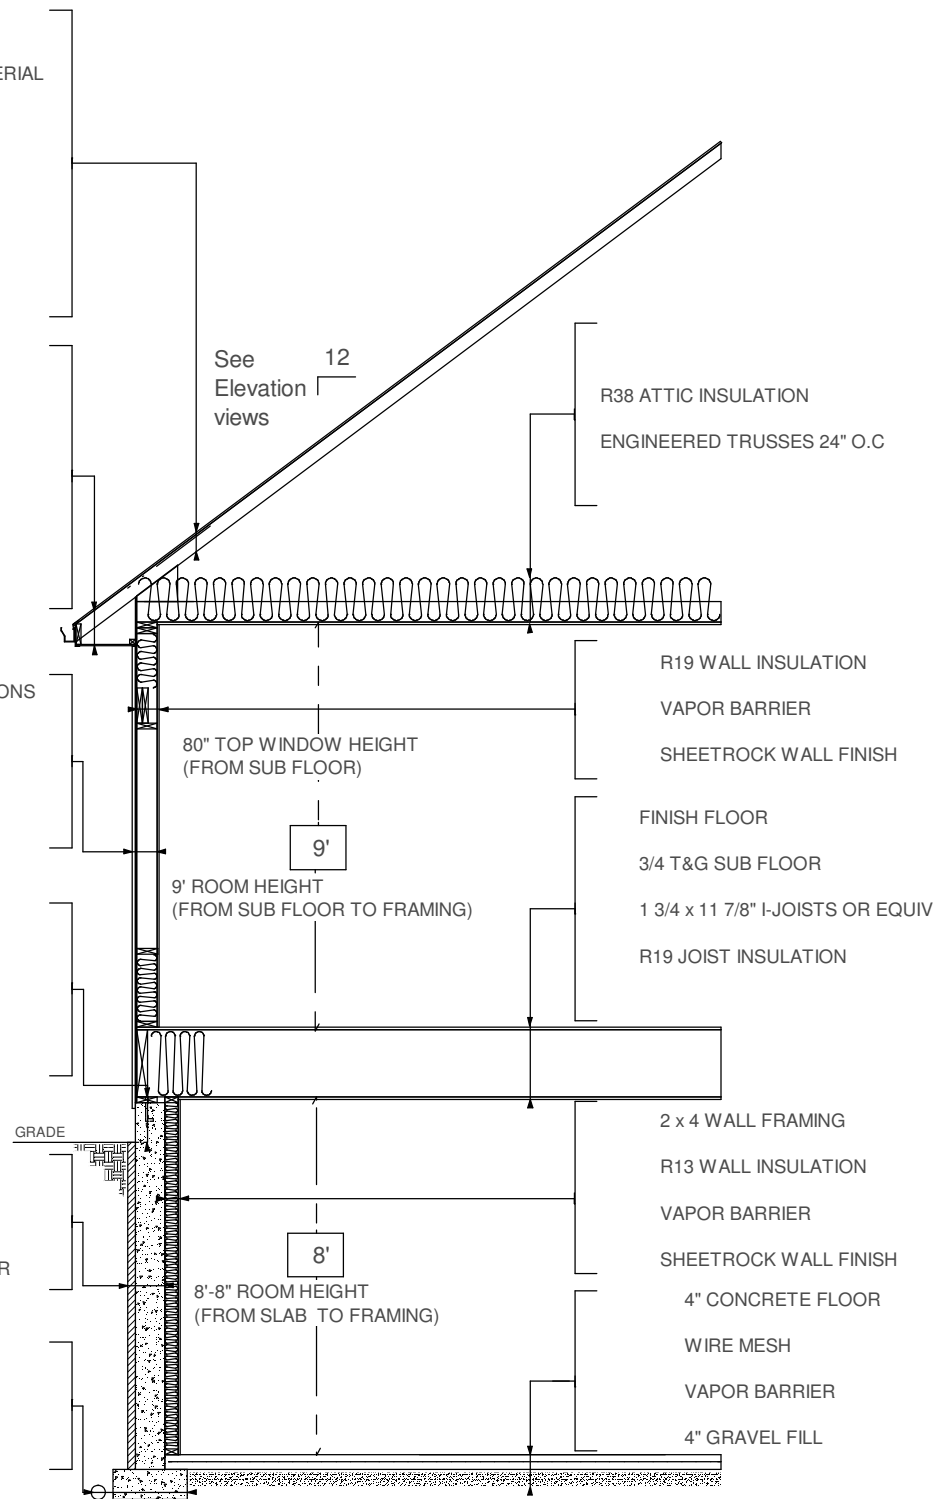 ERIAL
See
Elevation
views
12
R38 ATTIC INSULATION
ENGINEERED TRUSSES 24" O.C
R19 WALL INSULATION
VAPOR BARRIER
SHEETROCK WALL FINISH
ONS
80" TOP WINDOW HEIGHT
(FROM SUB FLOOR)
9'
9' ROOM HEIGHT
(FROM SUB FLOOR TO FRAMING)
FINISH FLOOR
3/4 T&G SUB FLOOR
1 3/4 x 11 7/8" I-JOISTS OR EQUIV
R19 JOIST INSULATION
GRADE
2 x 4 WALL FRAMING
R13 WALL INSULATION
VAPOR BARRIER
SHEETROCK WALL FINISH
8'
R
8'-8" ROOM HEIGHT
(FROM SLAB TO FRAMING)
4" CONCRETE FLOOR
WIRE MESH
VAPOR BARRIER
4" GRAVEL FILL